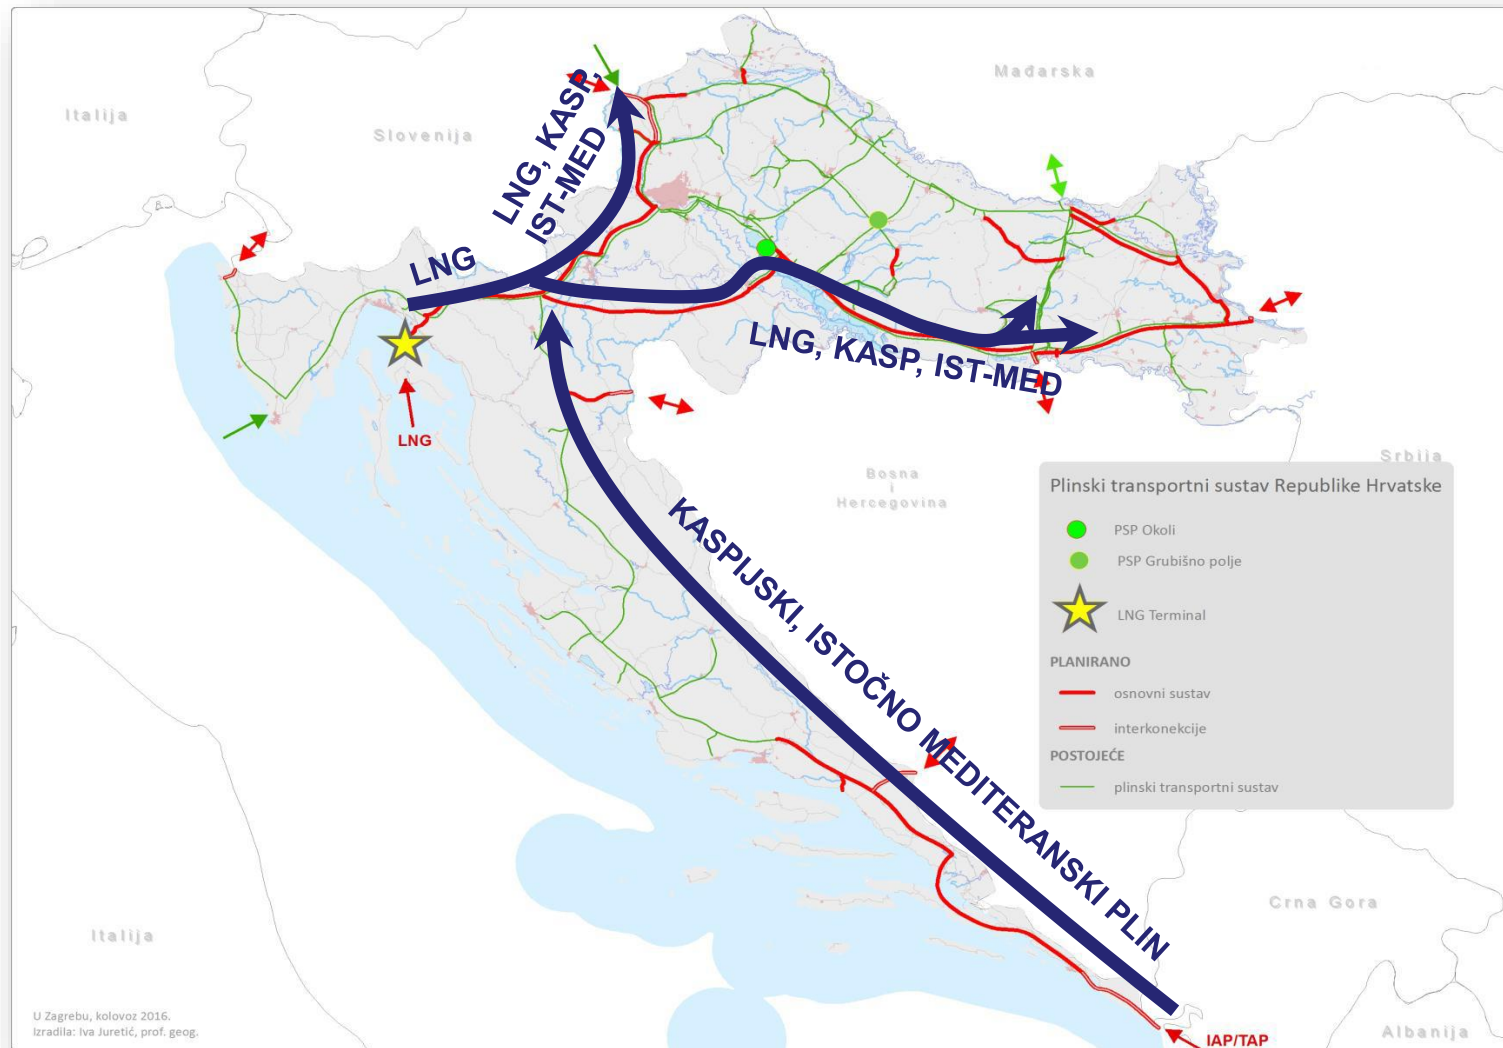 Mađarska
Italija
Slovenija
LNG, KASP,
IST-MED
LNG
LNG, KASP, IST-MED
LNG
Bosna
i
Hercegovina
Srbija
KASPIJSKI, ISTOČNO MEDITERANSKI PLIN
Plinski transportni sustav Republike Hrvatske
PSP Okoli
PSP Grubišno polje
LNG Terminal
PLANIRANO
osnovni sustav
interkonekcije
POSTOJEĆE
plinski transportni sustav
Crna Gora
Italija
Albanija
IAP/TAP
U Zagrebu, kolovoz 2016.
Izradila: Iva Juretić, prof. geog.